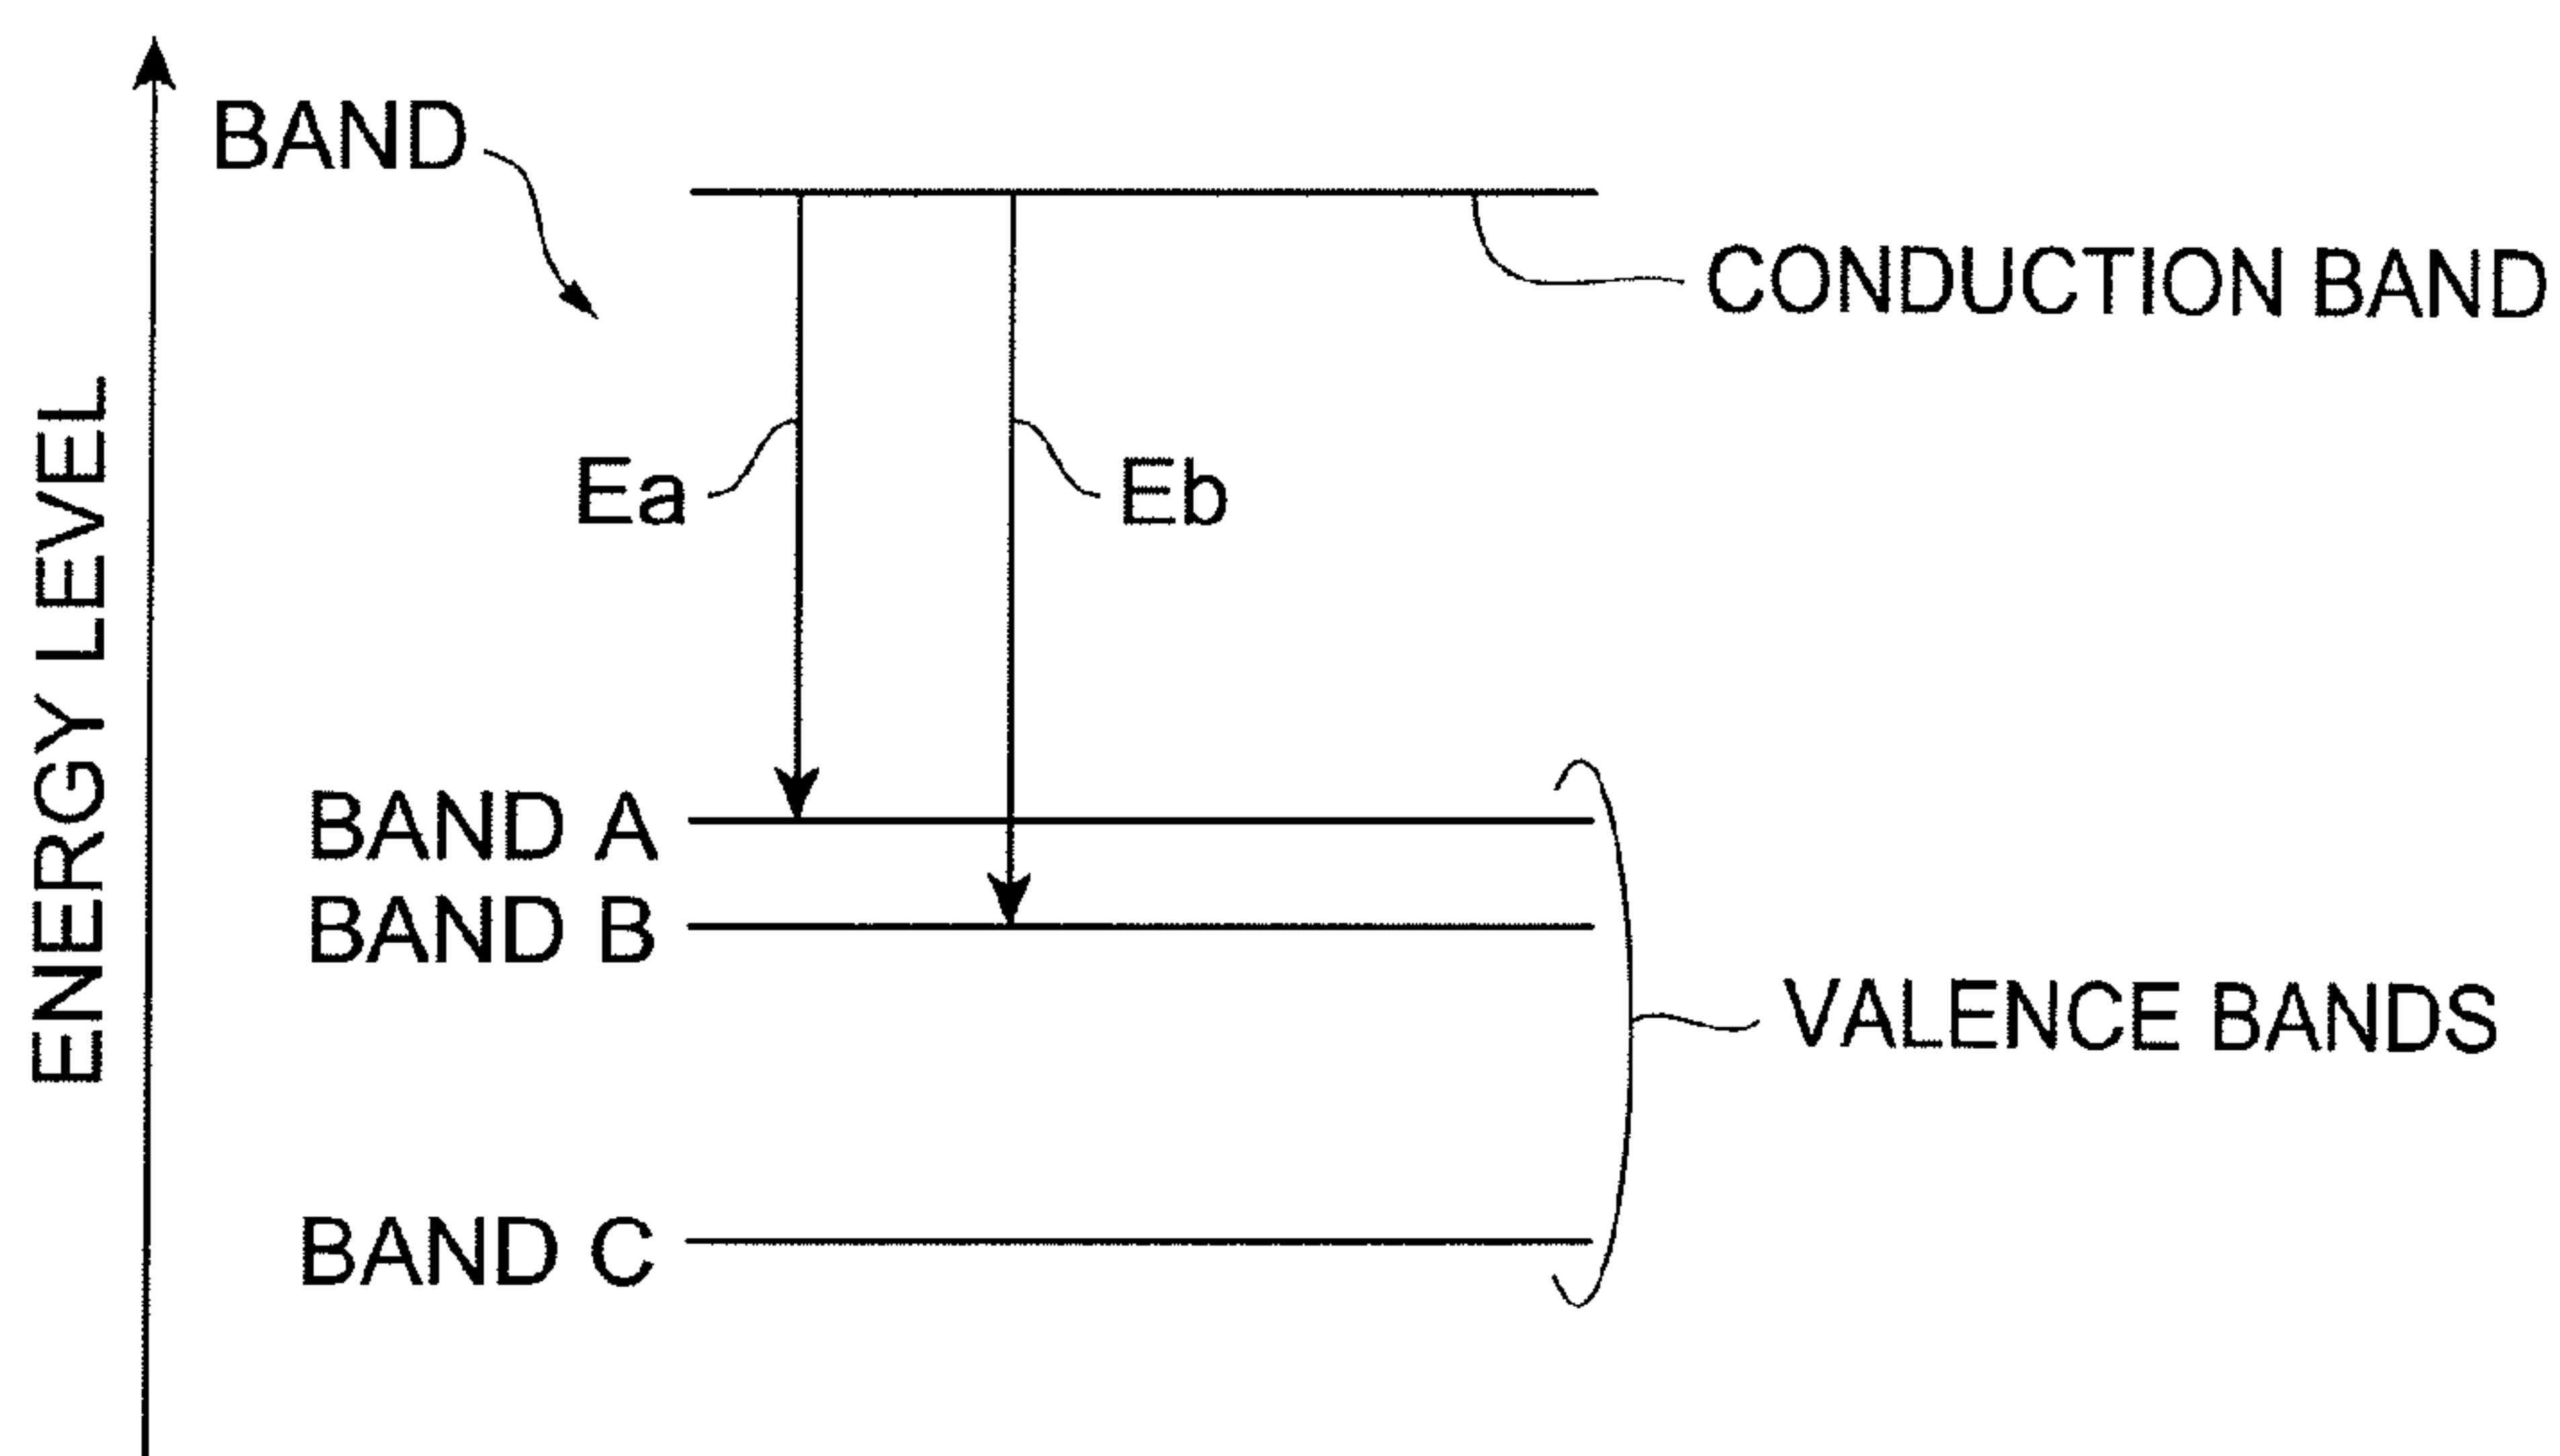 BAND
CONDUCTION BAND
Ea
Eb
ENERGY LEVEL
BAND A
BAND B
VALENCE BANDS
BAND C